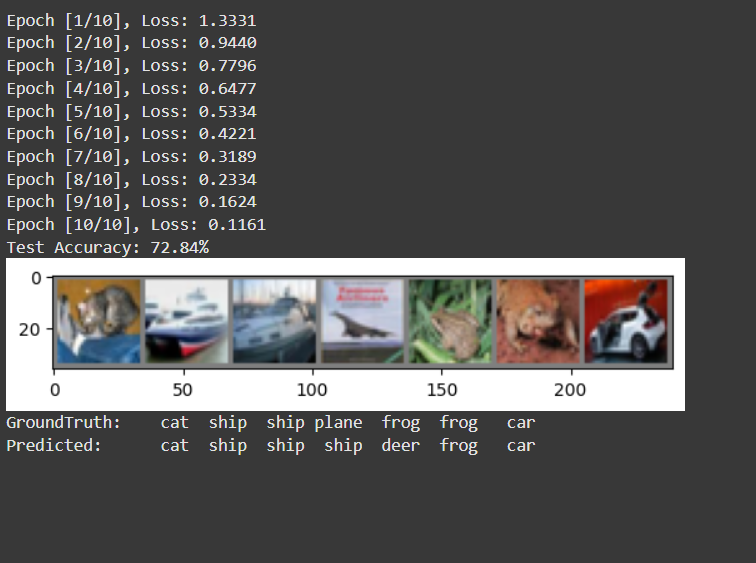 Epoch [1/10], Loss: 1.3331
Epoch [2/10], Loss: 0.9440
Epoch [3/10], Loss: 0.7796
Epoch [4/10], Loss: 0.6477
Epoch [5/10], Loss: 0.5334
Epoch [6/10], Loss: 0.4221
Epoch [7/10], Loss: 0.3189
Epoch [8/10], Loss: 0.2334
Epoch [9/10], Loss: 0.1624
Epoch [10/10], Loss: 0.1161
Test Accuracy: 72.84%
0
20
0 50 100 150 200
GroundTruth: cat ship ship plane frog frog car
Predicted: cat ship ship ship deer frog car